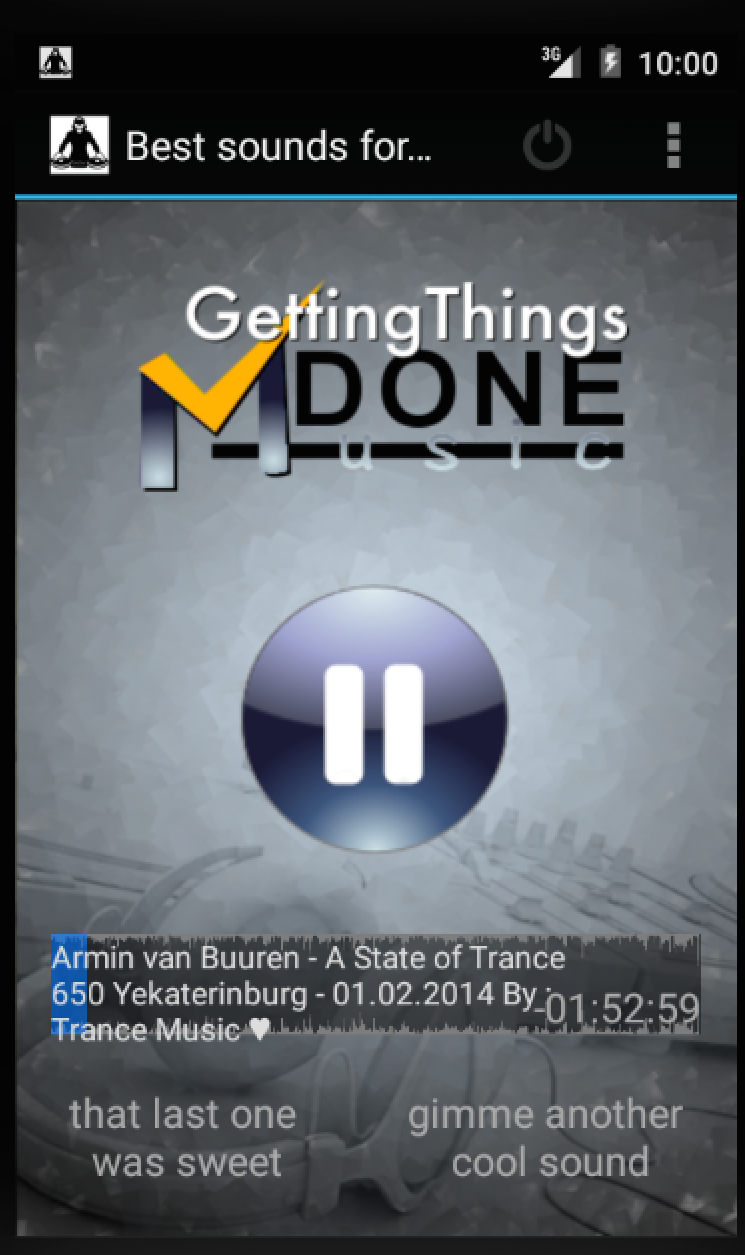 3G 10:00
Best sounds for...
GettingThings
DONE
Music
Armin van Buuren - A State of Trance
650 Yekaterinburg - 01.02.2014 By :
Trance Music ♥
-01:52:59
that last one
was sweet
gimme another
cool sound